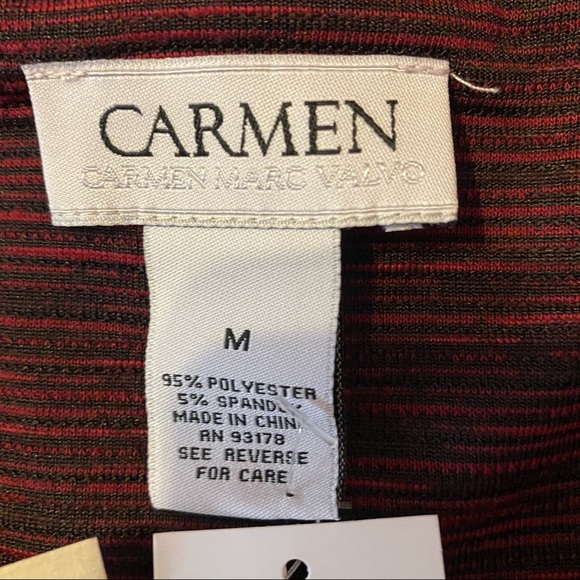 CARMEN
CARMEN MARC VALVO
M
95% POLYESTER
5% SPANDEX
MADE IN CHINA
RN 93178
SEE REVERSE
FOR CARE